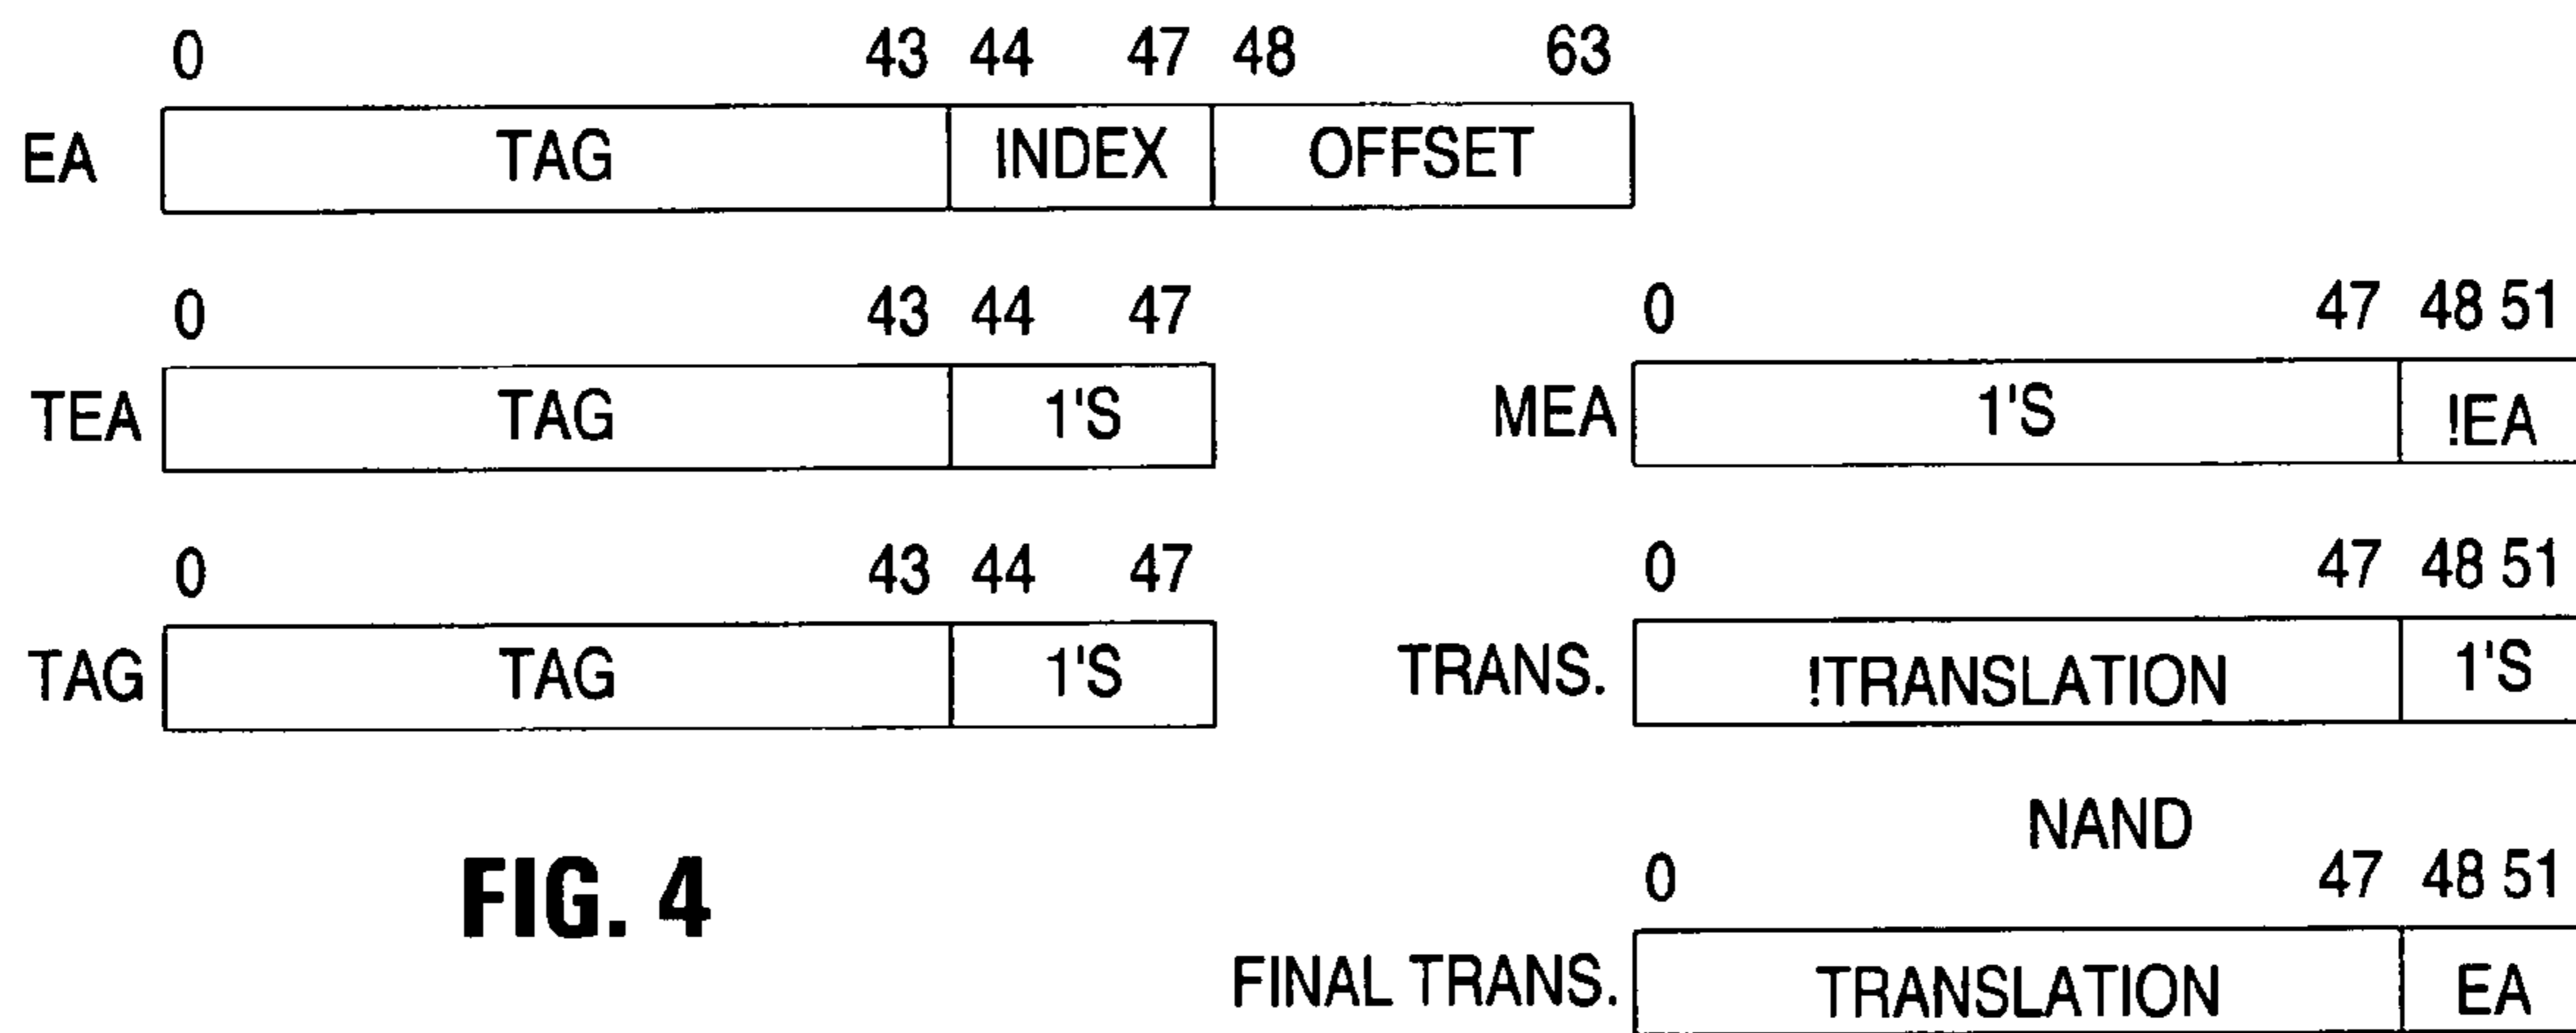 0 43 44 47 48 63
EA TAG INDEX OFFSET
0 43 44 47 0 47 48 51
TEA TAG 1'S MEA 1'S !EA
0 43 44 47 0 47 48 51
TAG TAG 1'S TRANS. !TRANSLATION 1'S
NAND
0 47 48 51
FIG. 4
FINAL TRANS. TRANSLATION EA